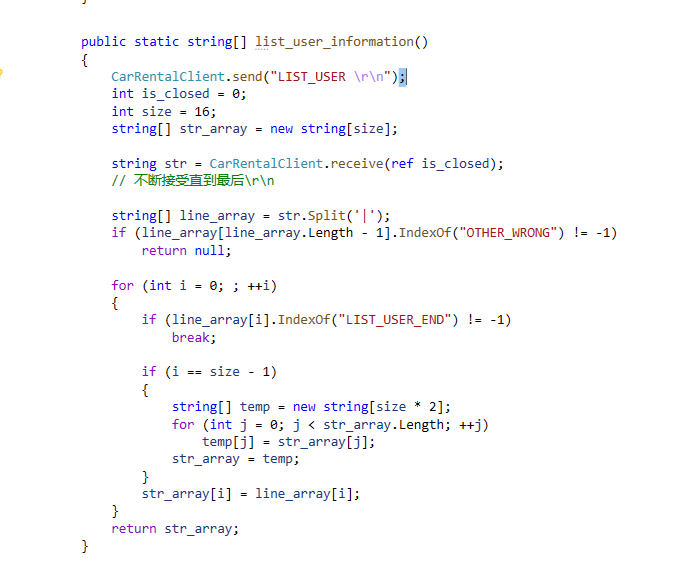 }
public static string[] list_user_information()
{
CarRentalClient.send("LIST_USER \r\n");
int is_closed = 0;
int size = 16;
string[] str_array = new string[size];
string str = CarRentalClient.receive(ref is_closed);
// 不断接受直到最后\r\n
string[] line_array = str.Split('|');
if (line_array[line_array.Length - 1].IndexOf("OTHER_WRONG") != -1)
return null;
for (int i = 0; ; ++i)
{
if (line_array[i].IndexOf("LIST_USER_END") != -1)
break;
if (i == size - 1)
{
string[] temp = new string[size * 2];
for (int j = 0; j < str_array.Length; ++j)
temp[j] = str_array[j];
str_array = temp;
}
str_array[i] = line_array[i];
}
return str_array;
}